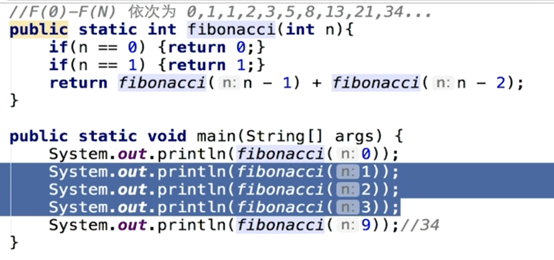 //F(0)-F(N) 依次为 0,1,1,2,3,5,8,13,21,34...
public static int fibonacci(int n){
    if(n == 0) {return 0;}
    if(n == 1) {return 1;}
    return fibonacci( n: n - 1) + fibonacci( n: n - 2);
}

public static void main(String[] args) {
    System.out.println(fibonacci( n: 0));
    System.out.println(fibonacci( n: 1));
    System.out.println(fibonacci( n: 2));
    System.out.println(fibonacci( n: 3));
    System.out.println(fibonacci( n: 9));//34
}